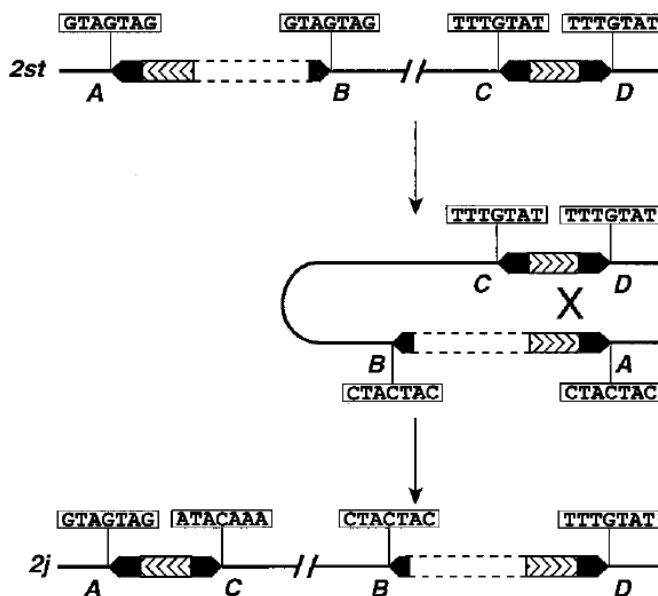 GTAGTAG GTAGTAG TTTGTAT TTTGTAT
2st
A B C D
TTTGTAT TTTGTAT
C D
X
B A
CTACTAC CTACTAC
GTAGTAG ATACAAA CTACTAC TTTGTAT
2j
A C B D